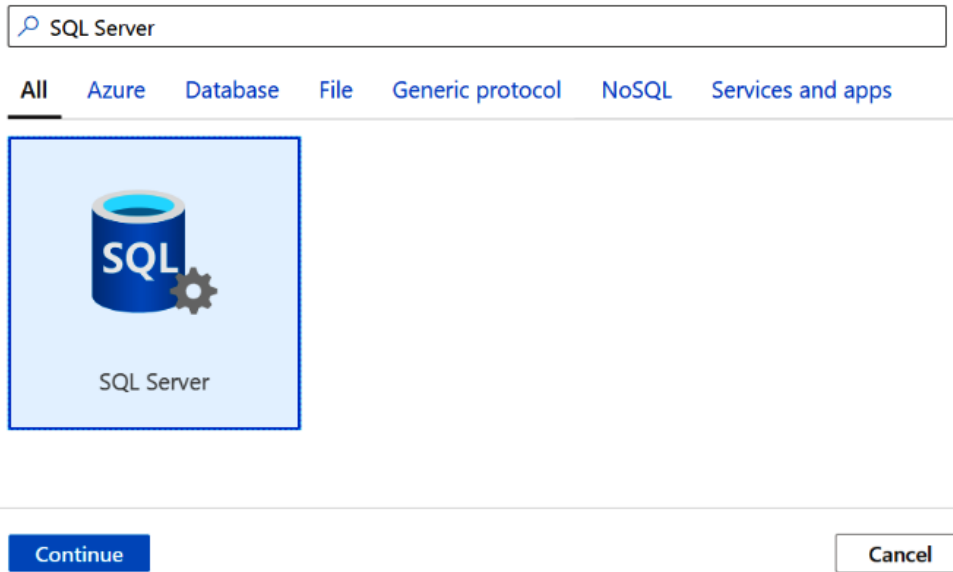 SQL Server
All Azure Database File Generic protocol NoSQL Services and apps
SQL
SQL Server
Continue Cancel